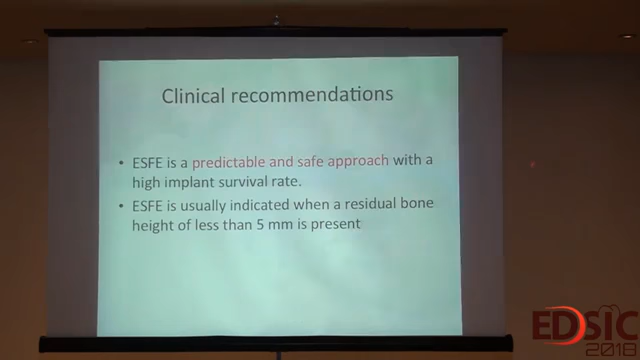 Clinical recommendations
• ESFE is a predictable and safe approach with a
high implant survival rate.
• ESFE is usually indicated when a residual bone
height of less than 5 mm is present
EDSIC
2018